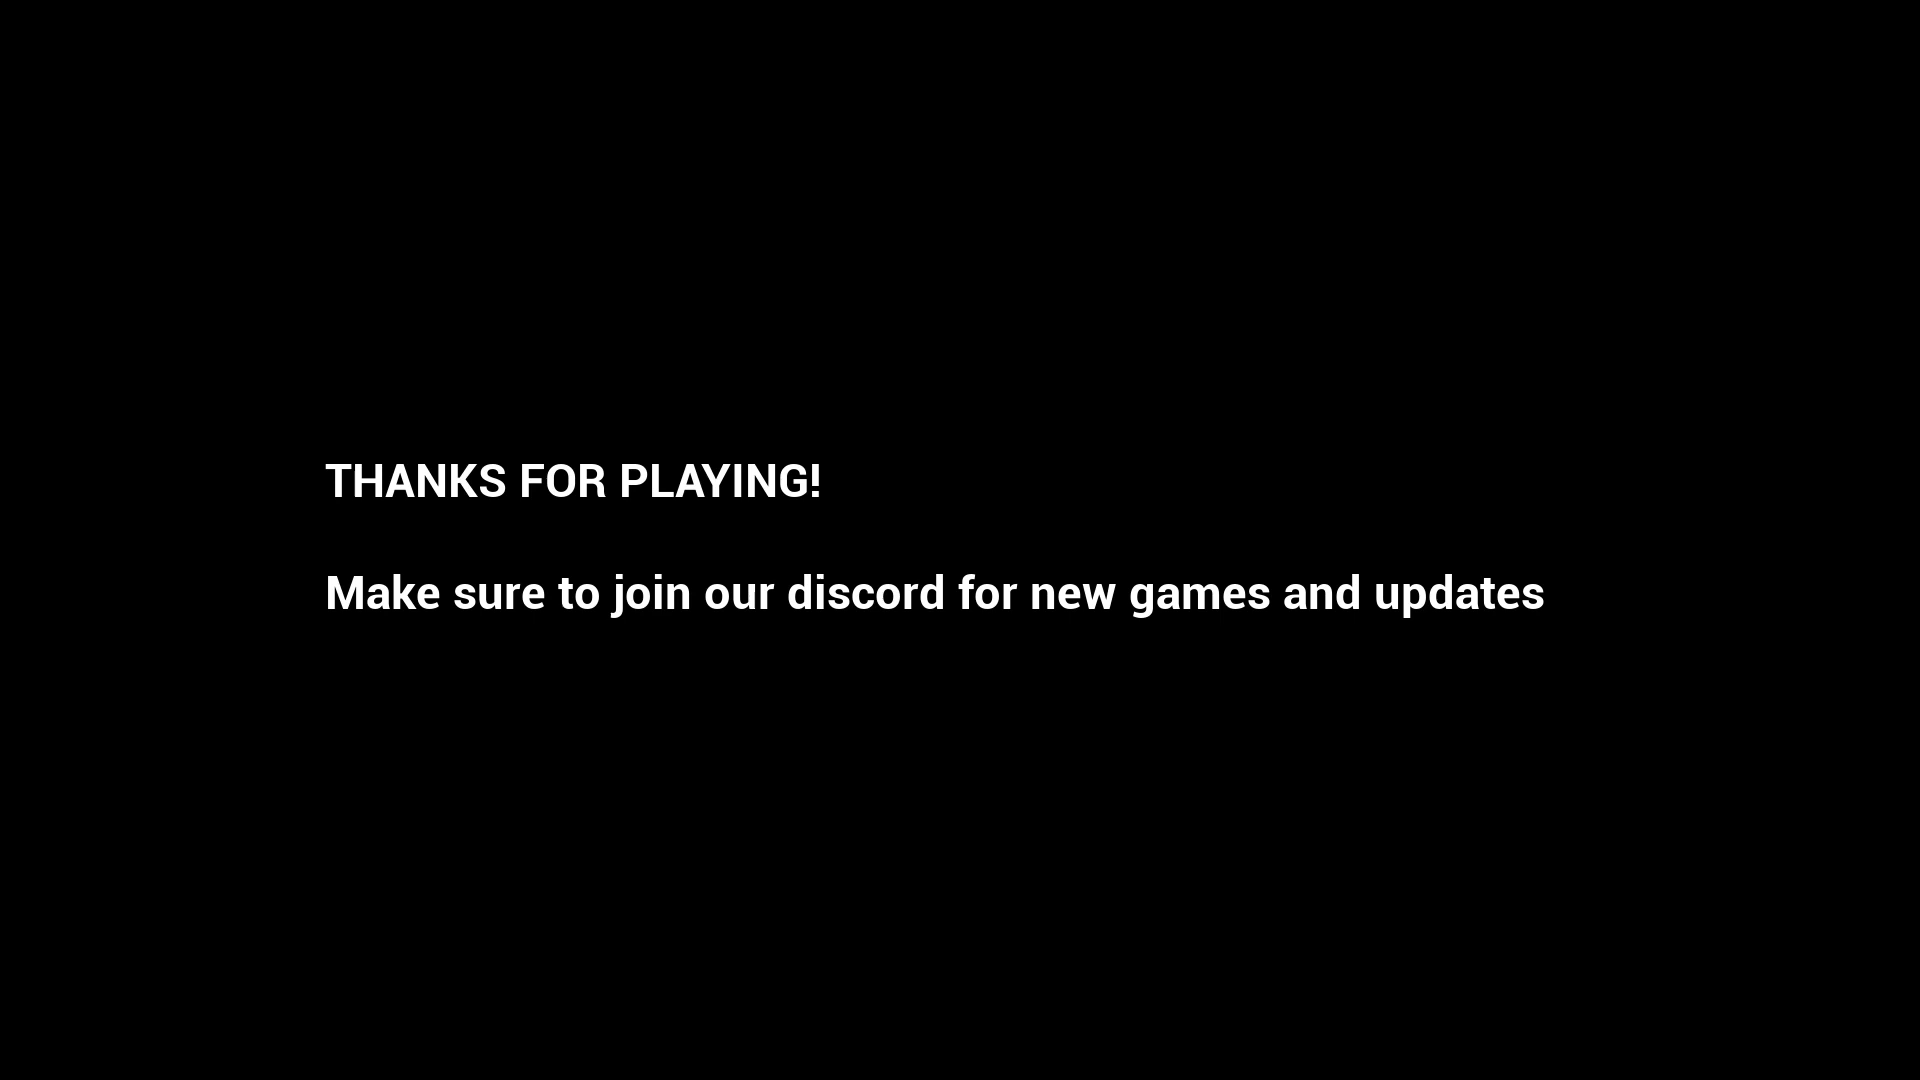 THANKS FOR PLAYING!
Make sure to join our discord for new games and updates